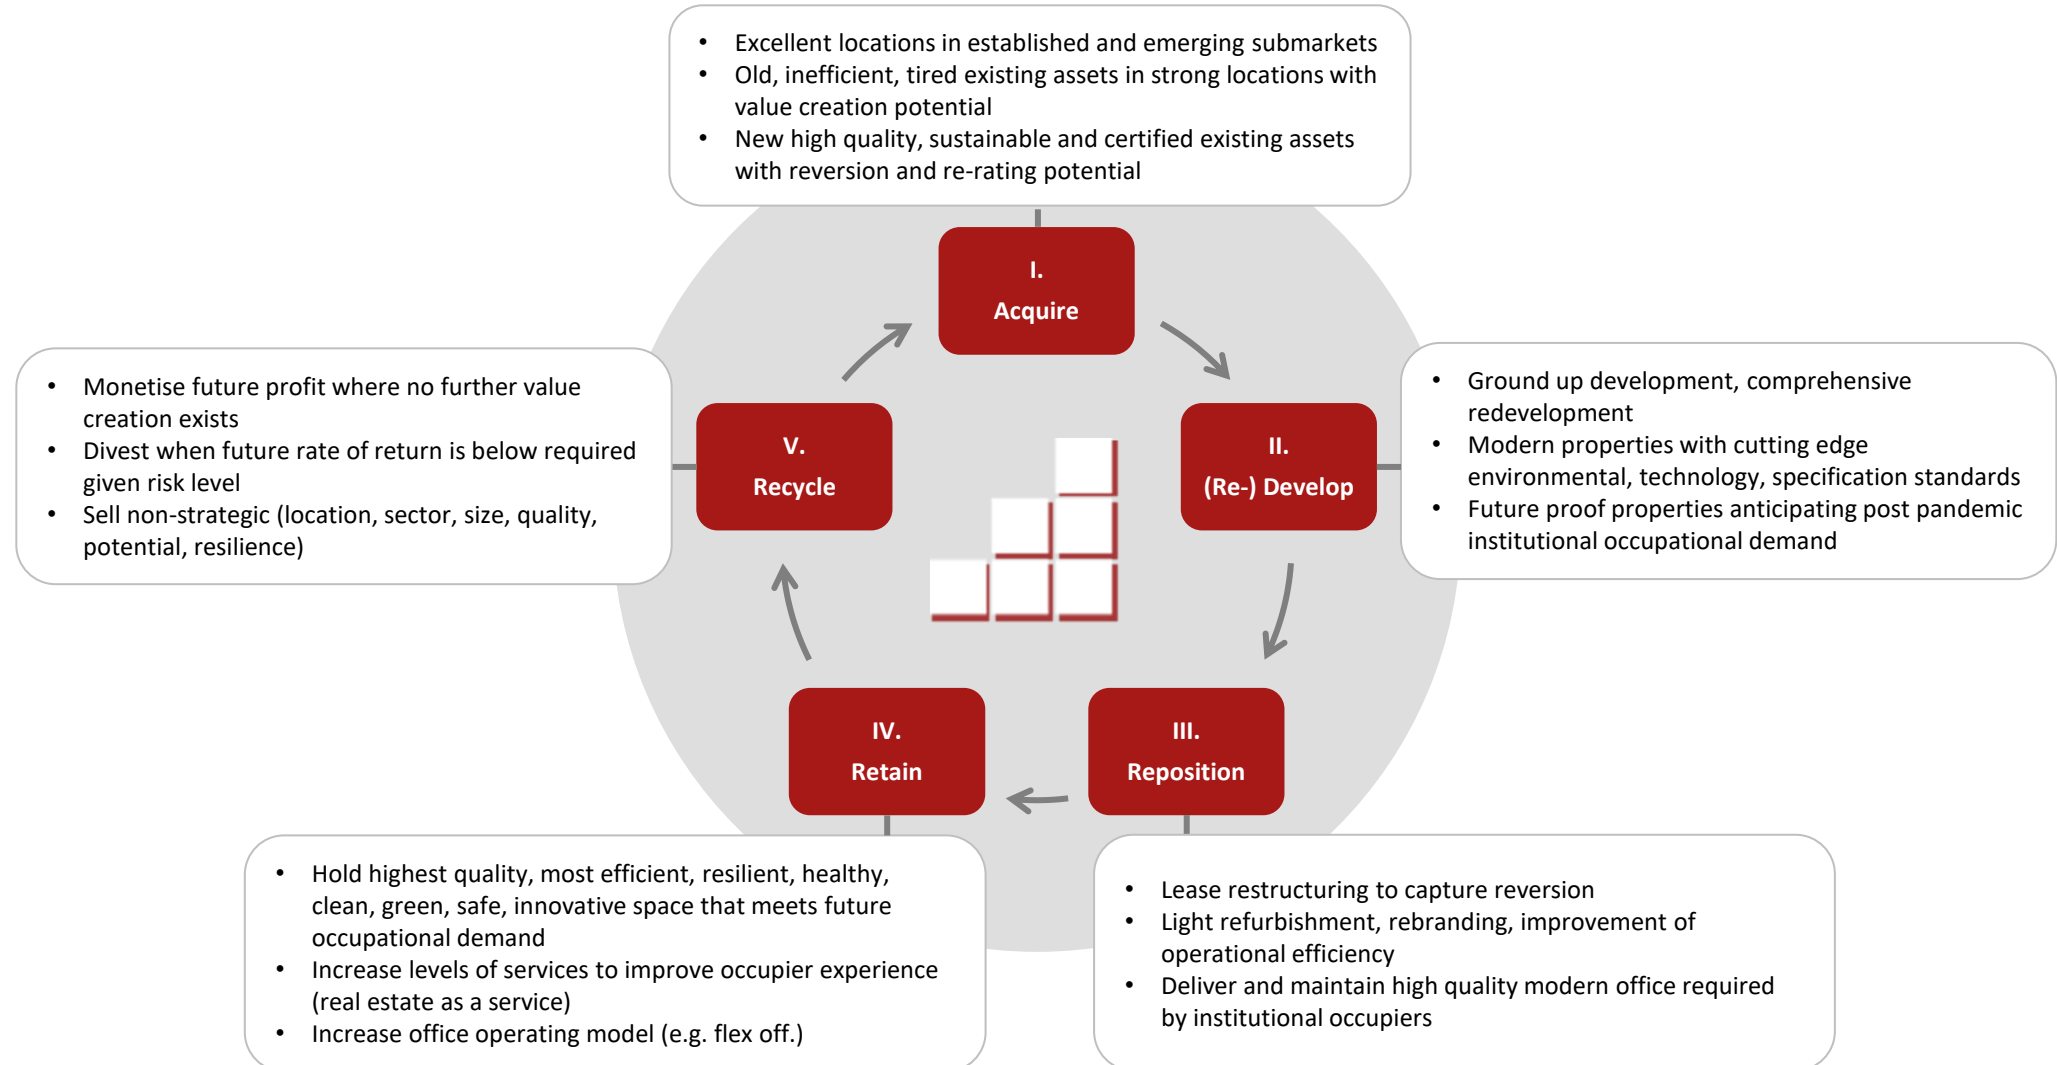 • Excellent locations in established and emerging submarkets
• Old, inefficient, tired existing assets in strong locations with
value creation potential
• New high quality, sustainable and certified existing assets
with reversion and re-rating potential
I.
Acquire
• Ground up development, comprehensive
redevelopment
• Modern properties with cutting edge
environmental, technology, specification standards
• Future proof properties anticipating post pandemic
institutional occupational demand
II.
(Re-) Develop
III.
Reposition
• Lease restructuring to capture reversion
• Light refurbishment, rebranding, improvement of
operational efficiency
• Deliver and maintain high quality modern office required
by institutional occupiers
IV.
Retain
• Hold highest quality, most efficient, resilient, healthy,
clean, green, safe, innovative space that meets future
occupational demand
• Increase levels of services to improve occupier experience
(real estate as a service)
• Increase office operating model (e.g. flex off.)
V.
Recycle
• Monetise future profit where no further value
creation exists
• Divest when future rate of return is below required
given risk level
• Sell non-strategic (location, sector, size, quality,
potential, resilience)